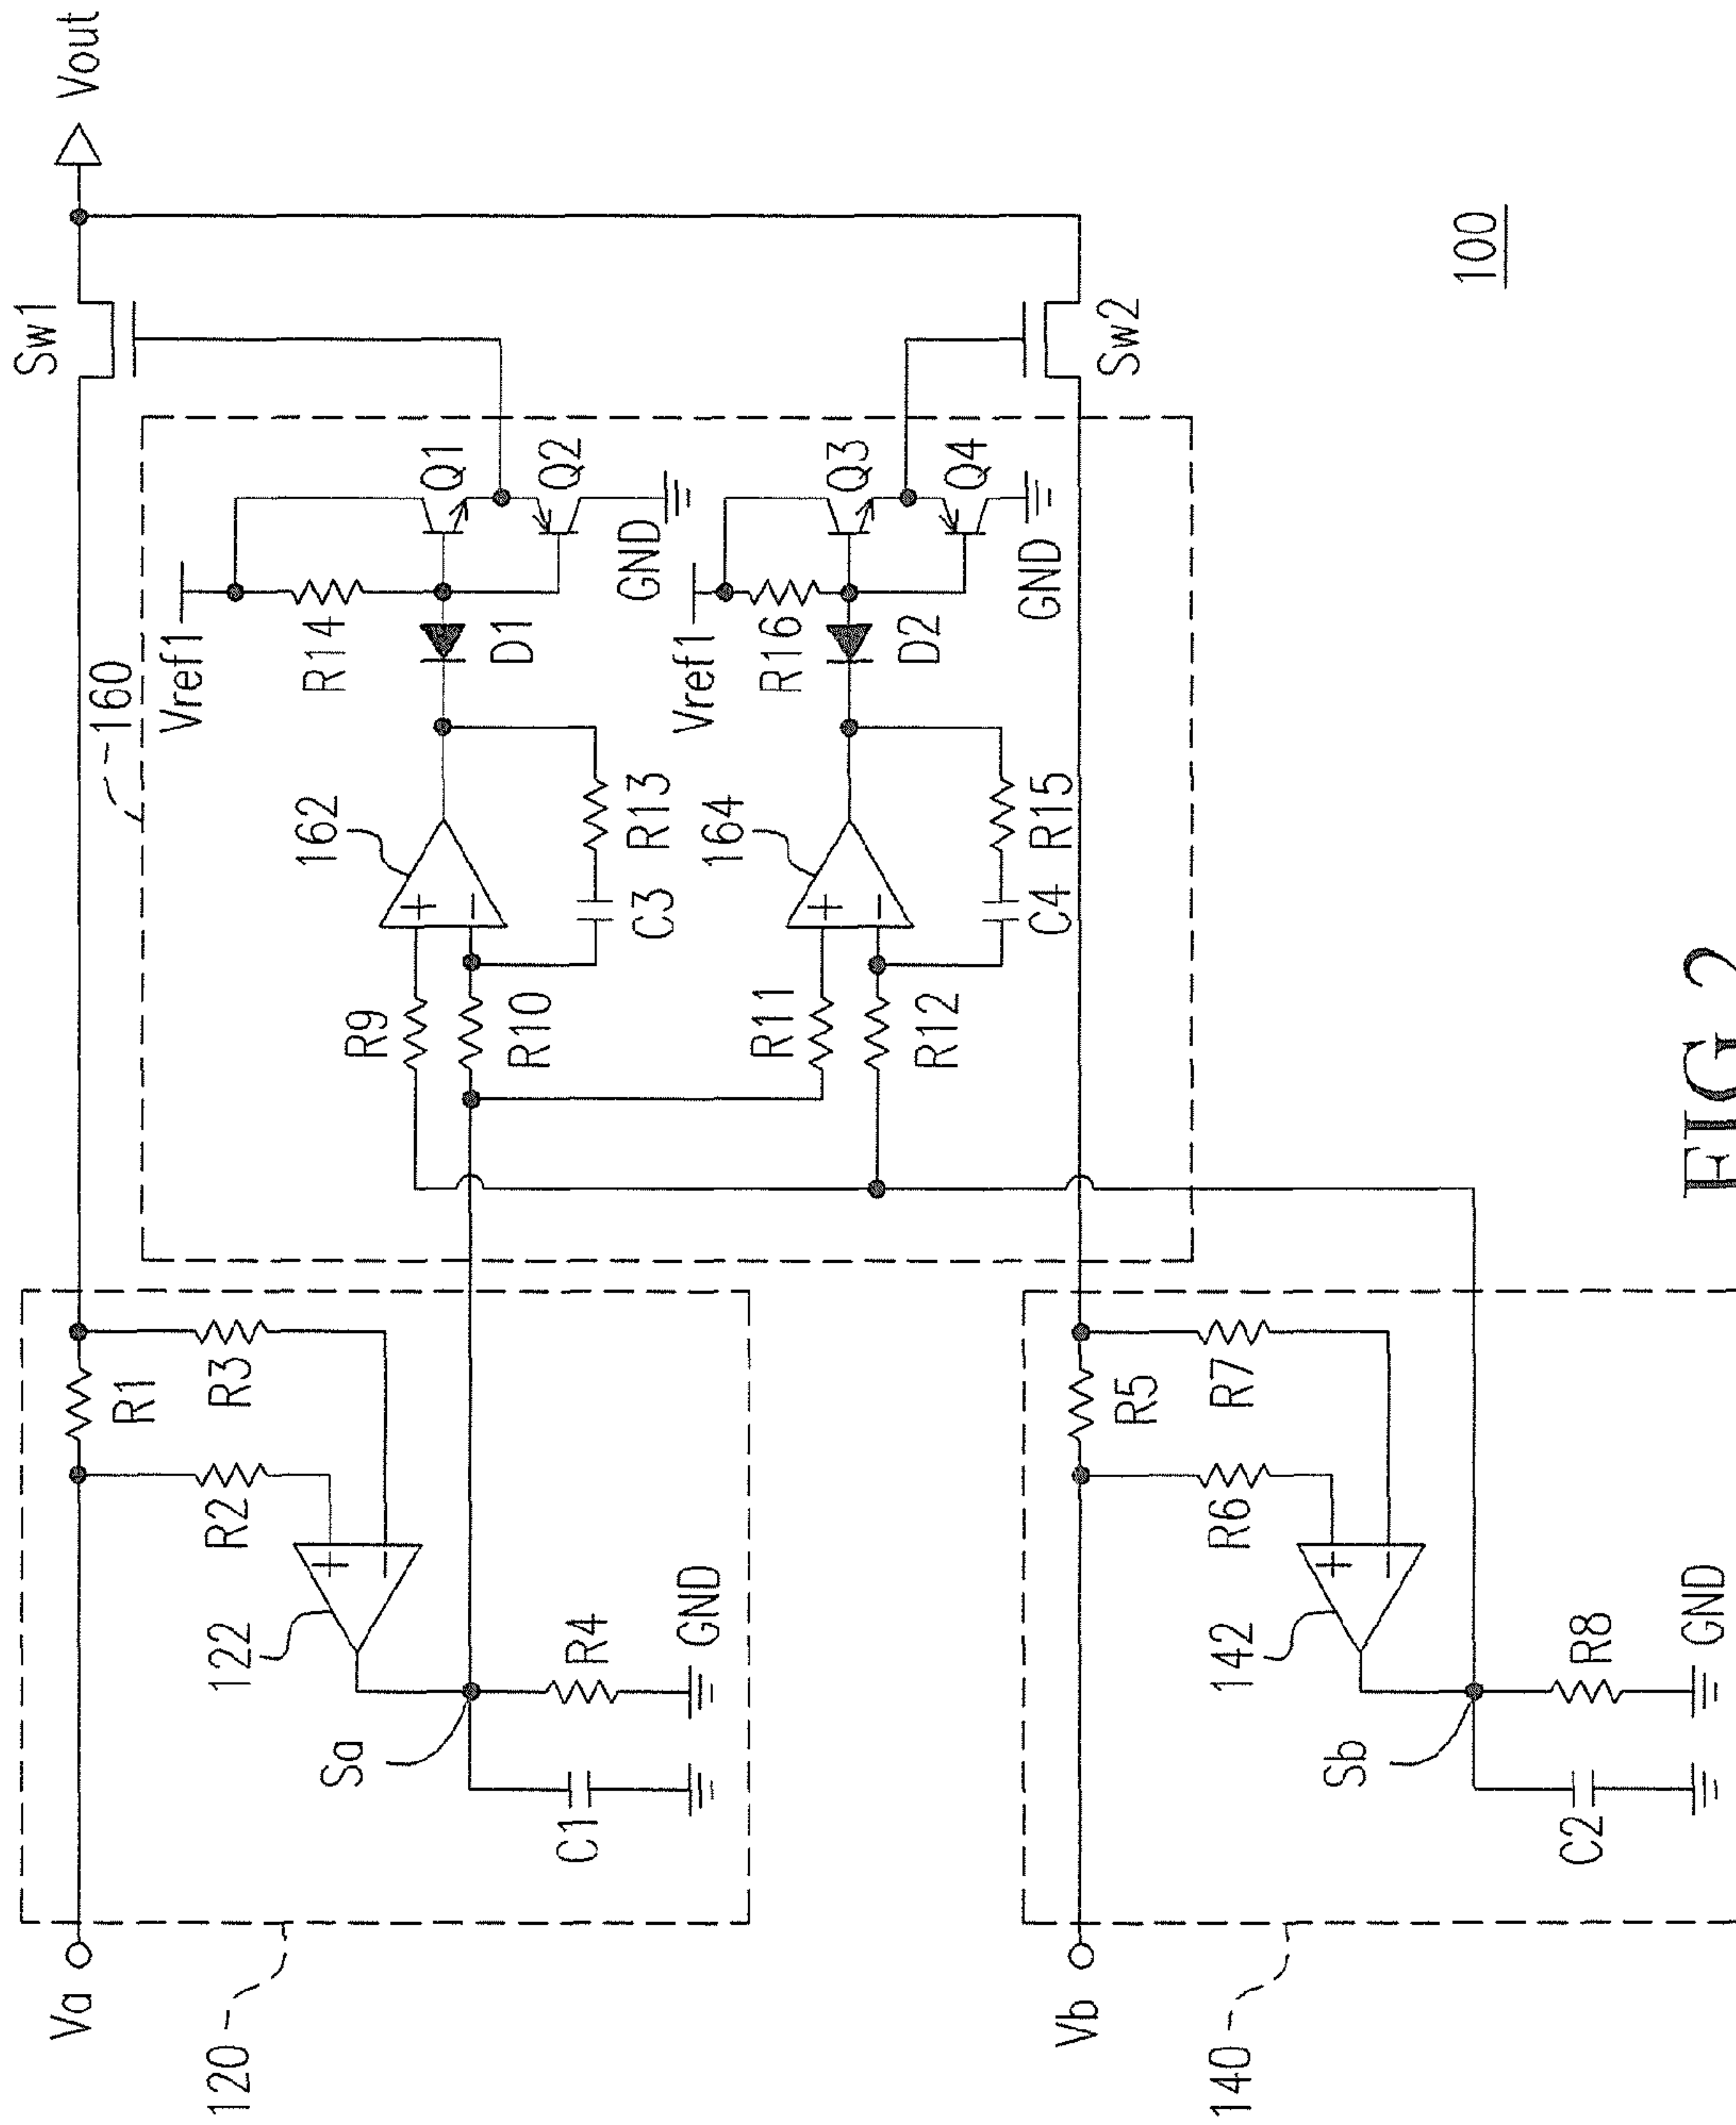 Va
R1
Sw1
Vout
R2
R3
122
Sa
R4
C1
GND
120
160
Vref1
R14
Q1
Q2
GND
D1
162
+
−
R9
R10
C3
R13
Vref1
R16
Q3
Q4
GND
D2
164
+
−
R11
R12
C4
R15
+
−
Vb
R5
Sw2
R6
R7
142
+
−
Sb
R8
C2
GND
140
100
FIG 2